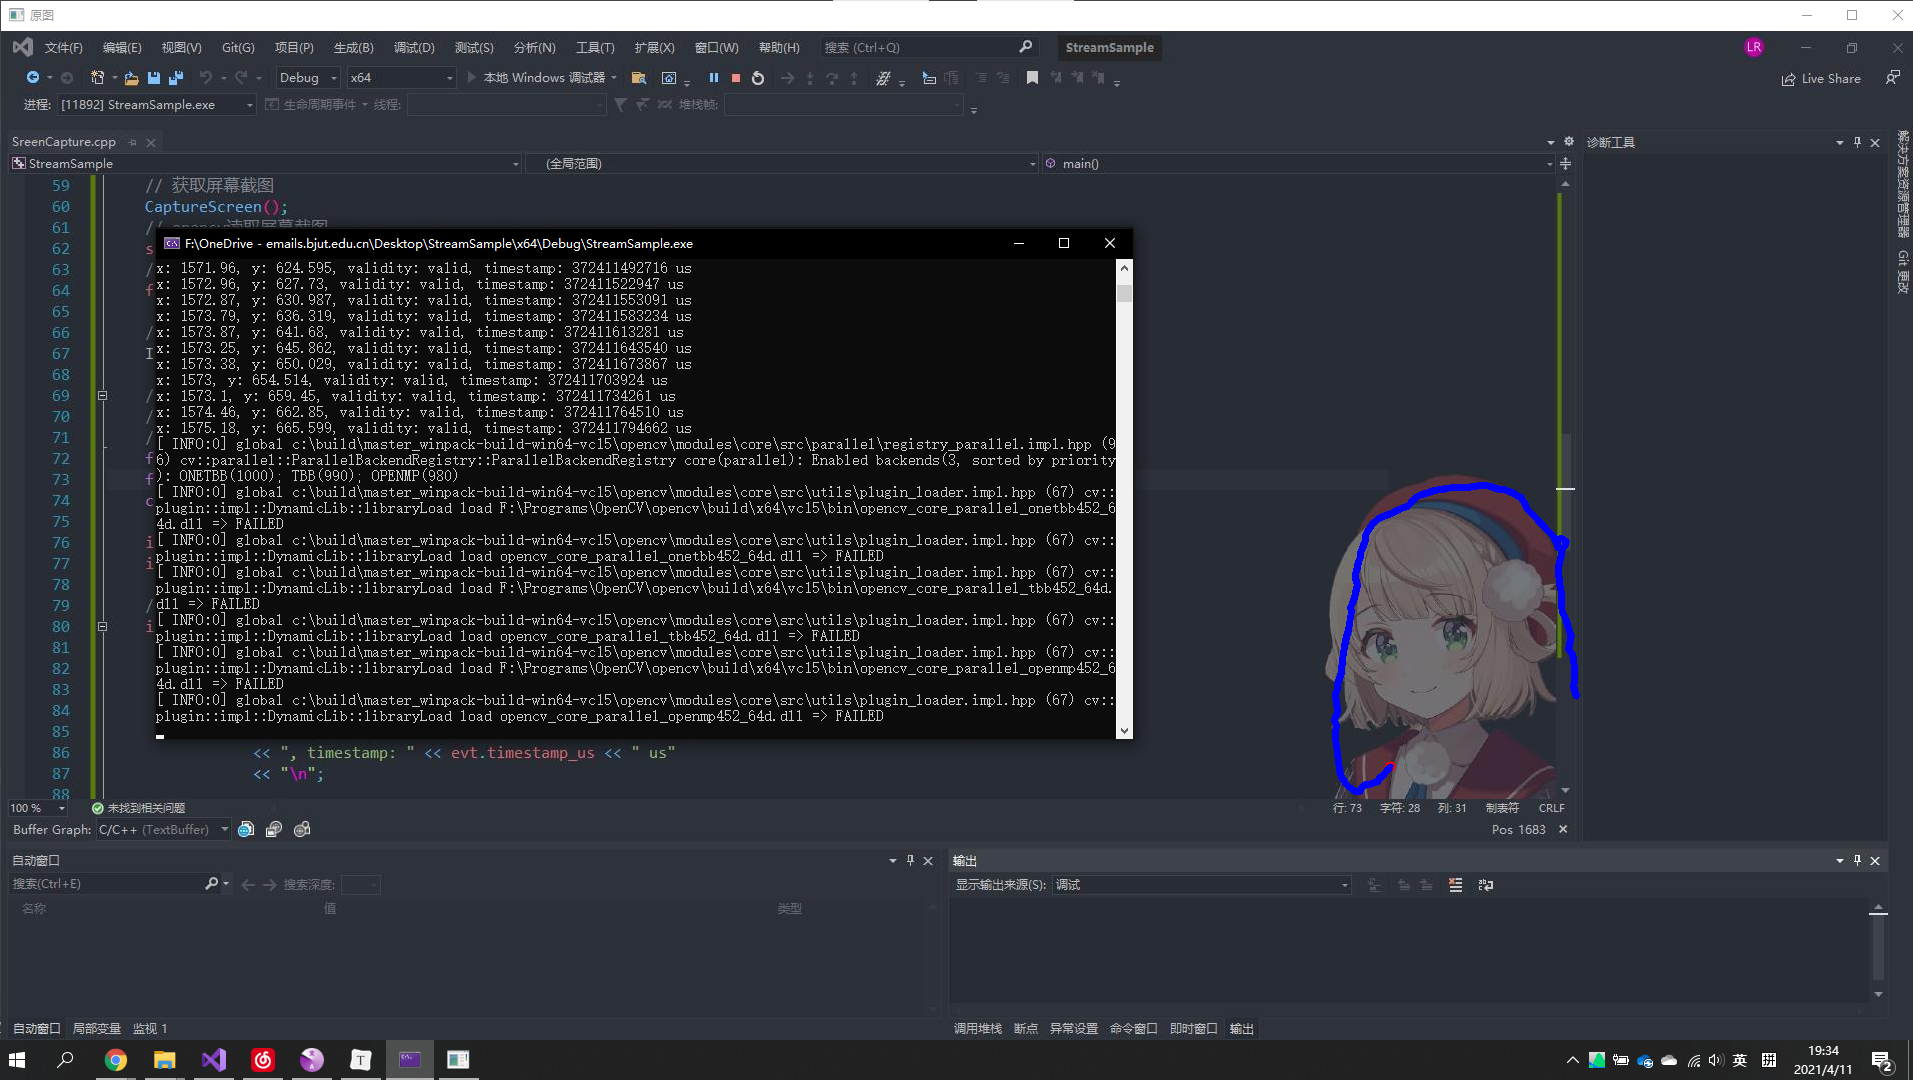 原图
文件(F) 编辑(E) 视图(V) Git(G) 项目(P) 生成(B) 调试(D) 测试(S) 分析(N) 工具(T) 扩展(X) 窗口(W) 帮助(H) 搜索 (Ctrl+Q) StreamSample LR
Debug x64 本地 Windows 调试器 Live Share
进程: [11892] StreamSample.exe 生命周期事件 线程: 堆栈帧:
SreenCapture.cpp 诊断工具
StreamSample (全局范围) main()
解决方案资源管理器 Git 更改
59 // 获取屏幕截图
60 CaptureScreen();
61
62 s
63 /
64 f
65
66 /
67 I
68
69 /
70 /
71 /
72 f
73 f
74 c
75
76 i
77 i
78
79 /
80 i
81
82
83
84
85
86 << ", timestamp: " << evt.timestamp_us << " us"
87 << "\n";
88
F:\OneDrive - emails.bjut.edu.cn\Desktop\StreamSample\x64\Debug\StreamSample.exe
x: 1571.96, y: 624.595, validity: valid, timestamp: 372411492716 us
x: 1572.96, y: 627.73, validity: valid, timestamp: 372411522947 us
x: 1572.87, y: 630.987, validity: valid, timestamp: 372411553091 us
x: 1573.79, y: 636.319, validity: valid, timestamp: 372411583234 us
x: 1573.87, y: 641.68, validity: valid, timestamp: 372411613281 us
x: 1573.25, y: 645.862, validity: valid, timestamp: 372411643540 us
x: 1573.38, y: 650.029, validity: valid, timestamp: 372411673867 us
x: 1573, y: 654.514, validity: valid, timestamp: 372411703924 us
x: 1573.1, y: 659.45, validity: valid, timestamp: 372411734261 us
x: 1574.46, y: 662.85, validity: valid, timestamp: 372411764510 us
x: 1575.18, y: 665.599, validity: valid, timestamp: 372411794662 us
[ INFO:0] global c:\build\master_winpack-build-win64-vc15\opencv\modules\core\src\parallel\registry_parallel.impl.hpp (9
6) cv::parallel::ParallelBackendRegistry::ParallelBackendRegistry core(parallel): Enabled backends(3, sorted by priority
): ONETBB(1000); TBB(990); OPENMP(980)
[ INFO:0] global c:\build\master_winpack-build-win64-vc15\opencv\modules\core\src\utils\plugin_loader.impl.hpp (67) cv::
plugin::impl::DynamicLib::libraryLoad load F:\Programs\OpenCV\opencv\build\x64\vc15\bin\opencv_core_parallel_onetbb452_6
4d.dll => FAILED
[ INFO:0] global c:\build\master_winpack-build-win64-vc15\opencv\modules\core\src\utils\plugin_loader.impl.hpp (67) cv::
plugin::impl::DynamicLib::libraryLoad load opencv_core_parallel_onetbb452_64d.dll => FAILED
[ INFO:0] global c:\build\master_winpack-build-win64-vc15\opencv\modules\core\src\utils\plugin_loader.impl.hpp (67) cv::
plugin::impl::DynamicLib::libraryLoad load F:\Programs\OpenCV\opencv\build\x64\vc15\bin\opencv_core_parallel_tbb452_64d.
dll => FAILED
[ INFO:0] global c:\build\master_winpack-build-win64-vc15\opencv\modules\core\src\utils\plugin_loader.impl.hpp (67) cv::
plugin::impl::DynamicLib::libraryLoad load opencv_core_parallel_tbb452_64d.dll => FAILED
[ INFO:0] global c:\build\master_winpack-build-win64-vc15\opencv\modules\core\src\utils\plugin_loader.impl.hpp (67) cv::
plugin::impl::DynamicLib::libraryLoad load F:\Programs\OpenCV\opencv\build\x64\vc15\bin\opencv_core_parallel_openmp452_6
4d.dll => FAILED
[ INFO:0] global c:\build\master_winpack-build-win64-vc15\opencv\modules\core\src\utils\plugin_loader.impl.hpp (67) cv::
plugin::impl::DynamicLib::libraryLoad load opencv_core_parallel_openmp452_64d.dll => FAILED
100 % 未找到相关问题 行: 73 字符: 28 列: 31 制表符 CRLF
Buffer Graph: C/C++ (TextBuffer) Pos 1683
自动窗口 输出
搜索(Ctrl+E) 搜索深度: 显示输出来源(S): 调试
名称 值 类型
自动窗口 局部变量 监视 1 调用堆栈 断点 异常设置 命令窗口 即时窗口 输出
英 拼 19:34
2021/4/11 2